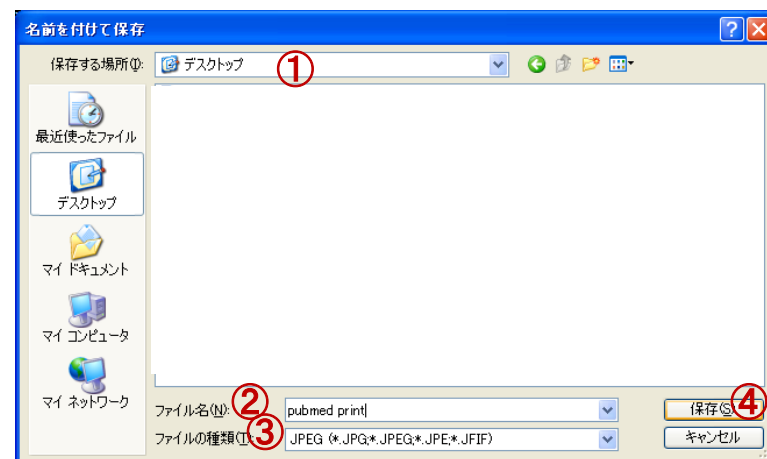 名前を付けて保存
保存する場所(I):
デスクトップ
①
最近使ったファイル
デスクトップ
マイ ドキュメント
マイ コンピュータ
マイ ネットワーク
ファイル名(N): ② pubmed print
ファイルの種類(T): ③ JPEG (*.JPG;*.JPEG;*.JPE;*.JFIF)
保存(S) ④
キャンセル